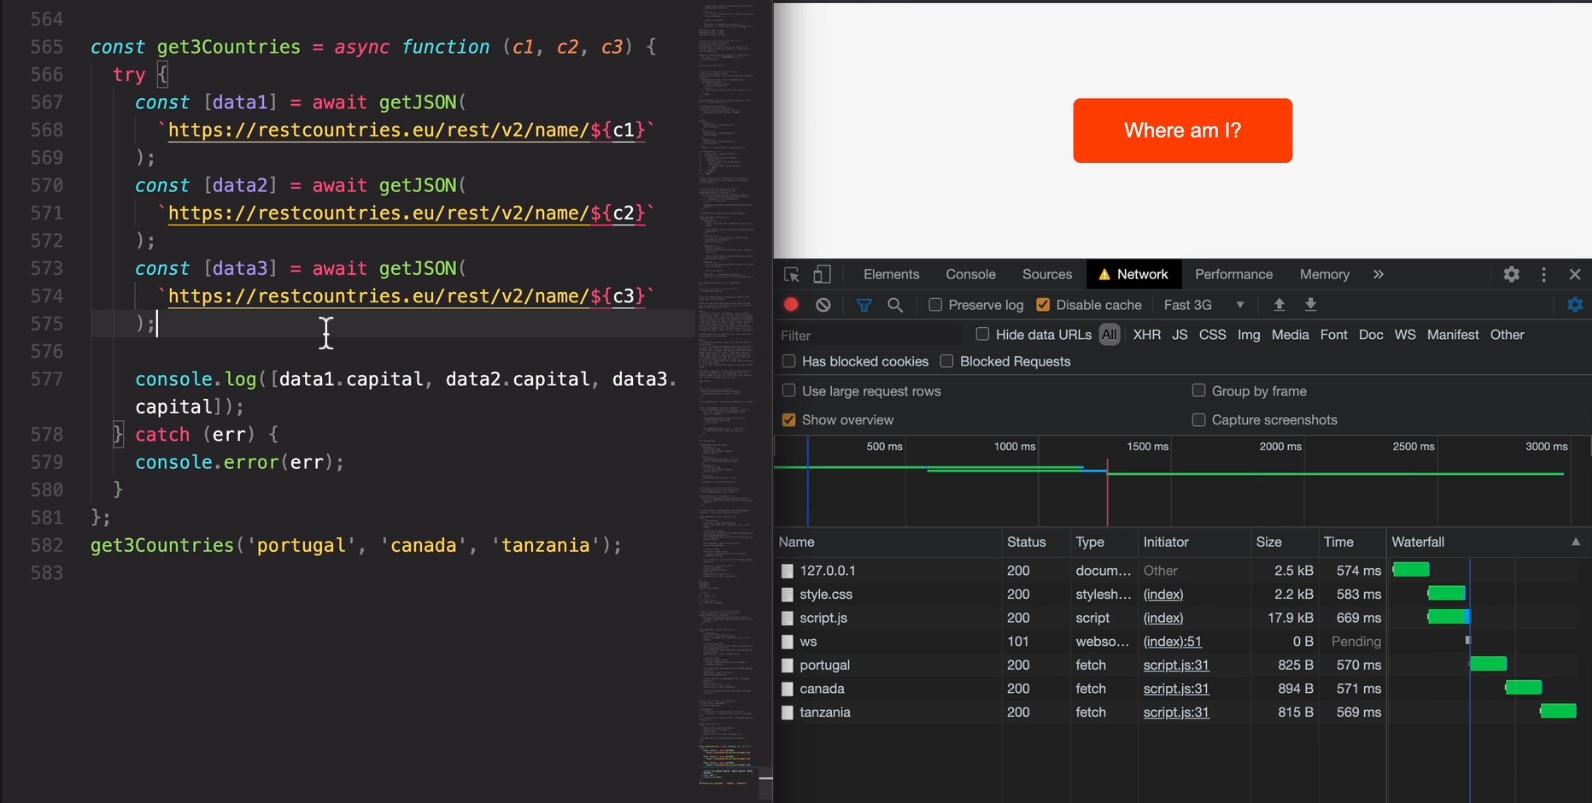 564
565 const get3Countries = async function (c1, c2, c3) {
566 try {
567 const [data1] = await getJSON(
568 `https://restcountries.eu/rest/v2/name/${c1}`
569 );
570 const [data2] = await getJSON(
571 `https://restcountries.eu/rest/v2/name/${c2}`
572 );
573 const [data3] = await getJSON(
574 `https://restcountries.eu/rest/v2/name/${c3}`
575 );
576
577 console.log([data1.capital, data2.capital, data3.
capital]);
578 } catch (err) {
579 console.error(err);
580 }
581 };
582 get3Countries('portugal', 'canada', 'tanzania');
583
Where am I?
Elements Console Sources Network Performance Memory »
Preserve log Disable cache Fast 3G
Filter Hide data URLs All XHR JS CSS Img Media Font Doc WS Manifest Other
Has blocked cookies Blocked Requests
Use large request rows Group by frame
Show overview Capture screenshots
500 ms 1000 ms 1500 ms 2000 ms 2500 ms 3000 ms
Name Status Type Initiator Size Time Waterfall
127.0.0.1 200 docum... Other 2.5 kB 574 ms
style.css 200 stylesh... (index) 2.2 kB 583 ms
script.js 200 script (index) 17.9 kB 669 ms
ws 101 webso... (index):51 0 B Pending
portugal 200 fetch script.js:31 825 B 570 ms
canada 200 fetch script.js:31 894 B 571 ms
tanzania 200 fetch script.js:31 815 B 569 ms